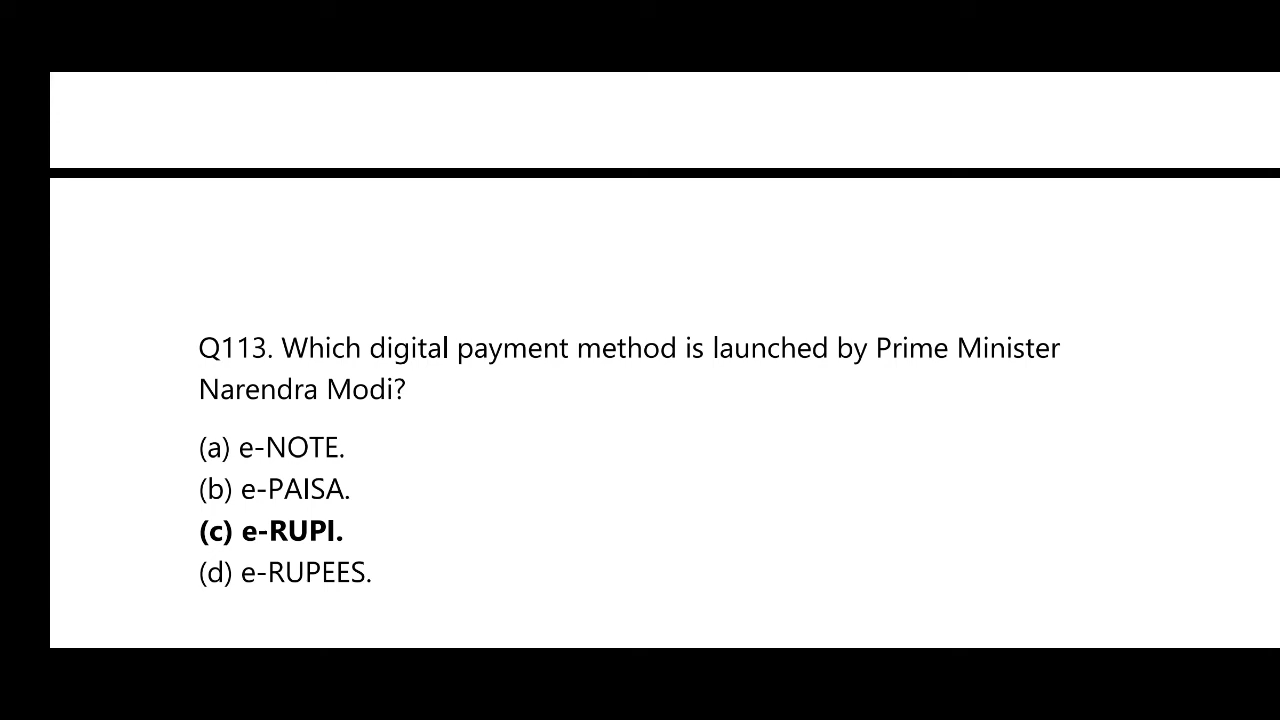 Q113. Which digital payment method is launched by Prime Minister
Narendra Modi?
(a) e-NOTE.
(b) e-PAISA.
(c) e-RUPI.
(d) e-RUPEES.